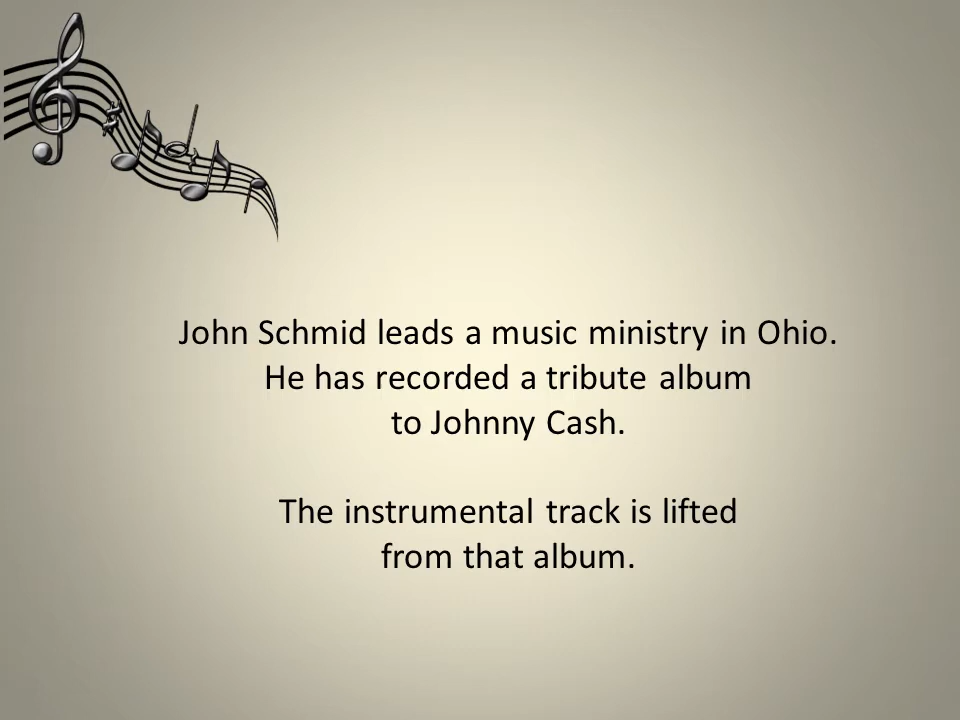 John Schmid leads a music ministry in Ohio.
He has recorded a tribute album
to Johnny Cash.
The instrumental track is lifted
from that album.